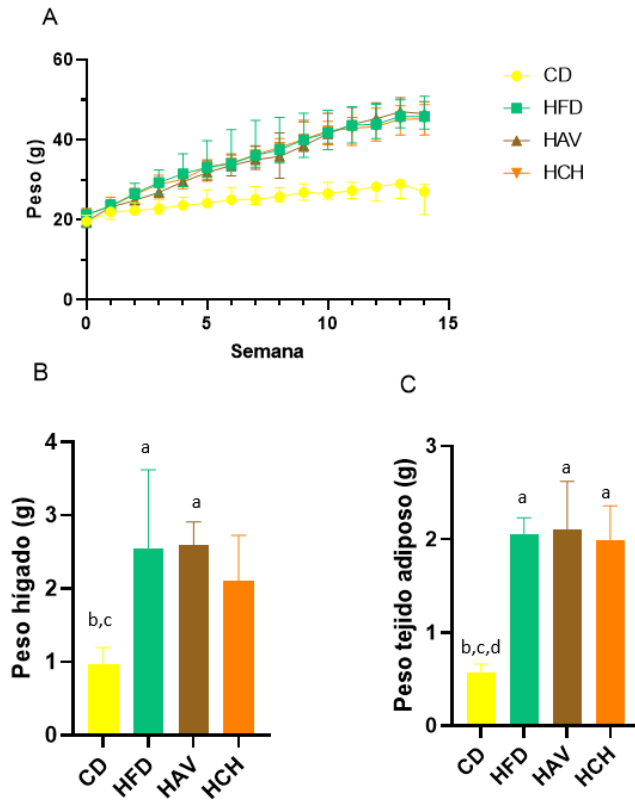 A
Peso (g)
60
40
20
0
0
5
10
15
Semana
CD
HFD
HAV
HCH
B
Peso hígado (g)
4
3
2
1
0
b,c
a
a
CD
HFD
HAV
HCH
C
Peso tejido adiposo (g)
3
2
1
0
b,c,d
a
a
a
CD
HFD
HAV
HCH